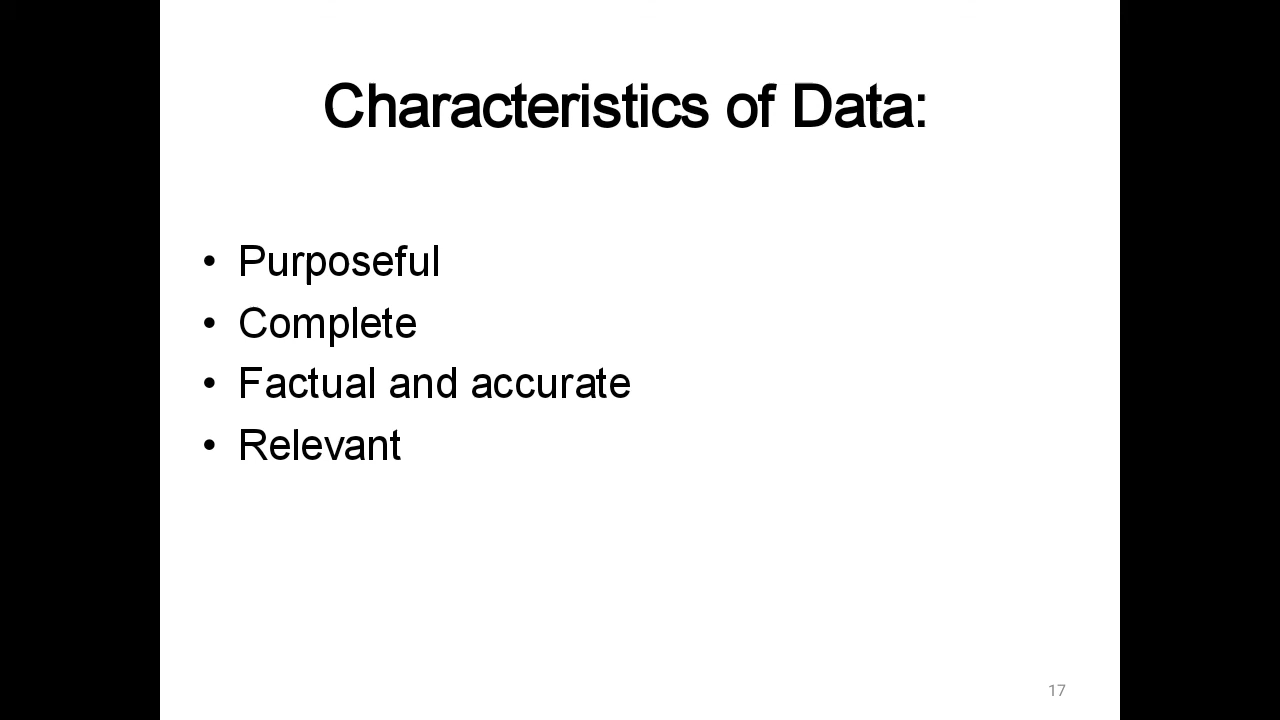 Characteristics of Data:
• Purposeful
• Complete
• Factual and accurate
• Relevant
17